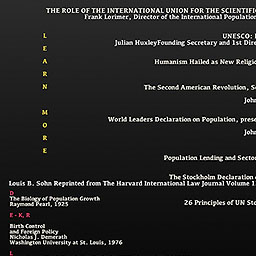 THE ROLE OF THE INTERNATIONAL UNION FOR THE SCIENTIFI
Frank Lorimer, Director of the International Population
L
E
A
R
N
M
O
R
E
UNESCO:
Julian HuxleyFounding Secretary and 1st Dire
Humanism Hailed as New Religio
The Second American Revolution, Se
John
World Leaders Declaration on Population, prese
John
Population Lending and Sector
The Stockholm Declaration o
Louis B. Sohn Reprinted from The Harvard International Law Journal Volume 1
26 Principles of UN Sto
D
The Biology of Population Growth
Raymond Pearl, 1925
E - K, R
Birth Control
and Foreign Policy
Nicholas J. Demerath
Washington University at St. Louis, 1976
L